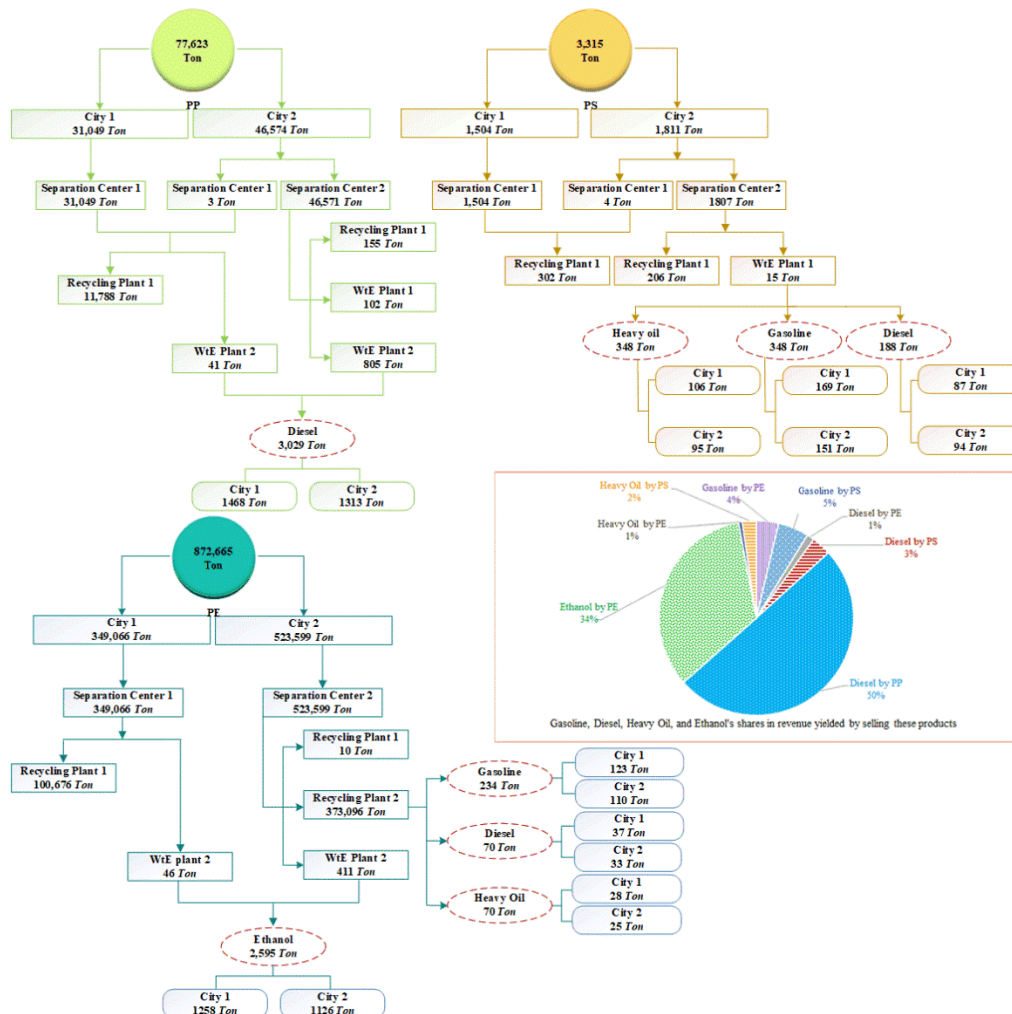 77,623
Ton
PP
City 1
31,049 Ton
City 2
46,574 Ton
Separation Center 1
31,049 Ton
Separation Center 1
3 Ton
Separation Center 2
46,571 Ton
Recycling Plant 1
155 Ton
Recycling Plant 1
11,788 Ton
WtE Plant 1
102 Ton
WtE Plant 2
41 Ton
WtE Plant 2
805 Ton
Diesel
3,029 Ton
City 1
1468 Ton
City 2
1313 Ton
3,315
Ton
PS
City 1
1,504 Ton
City 2
1,811 Ton
Separation Center 1
1,504 Ton
Separation Center 1
4 Ton
Separation Center 2
1807 Ton
Recycling Plant 1
302 Ton
Recycling Plant 1
206 Ton
WtE Plant 1
15 Ton
Heavy oil
348 Ton
Gasoline
348 Ton
Diesel
188 Ton
City 1
106 Ton
City 1
169 Ton
City 1
87 Ton
City 2
95 Ton
City 2
151 Ton
City 2
94 Ton
Heavy Oil by PS
2%
Gasoline by PE
4%
Gasoline by PS
5%
Heavy Oil by PE
1%
Diesel by PE
1%
Diesel by PS
3%
Ethanol by PE
34%
Diesel by PP
50%
Gasoline, Diesel, Heavy Oil, and Ethanol's shares in revenue yielded by selling these products
872,665
Ton
PE
City 1
349,066 Ton
City 2
523,599 Ton
Separation Center 1
349,066 Ton
Separation Center 2
523,599 Ton
Recycling Plant 1
10 Ton
Recycling Plant 1
100,676 Ton
Recycling Plant 2
373,096 Ton
WtE plant 2
46 Ton
WtE Plant 2
411 Ton
Gasoline
234 Ton
City 1
123 Ton
City 2
110 Ton
Diesel
70 Ton
City 1
37 Ton
City 2
33 Ton
Heavy Oil
70 Ton
City 1
28 Ton
City 2
25 Ton
Ethanol
2,595 Ton
City 1
1258 Ton
City 2
1126 Ton